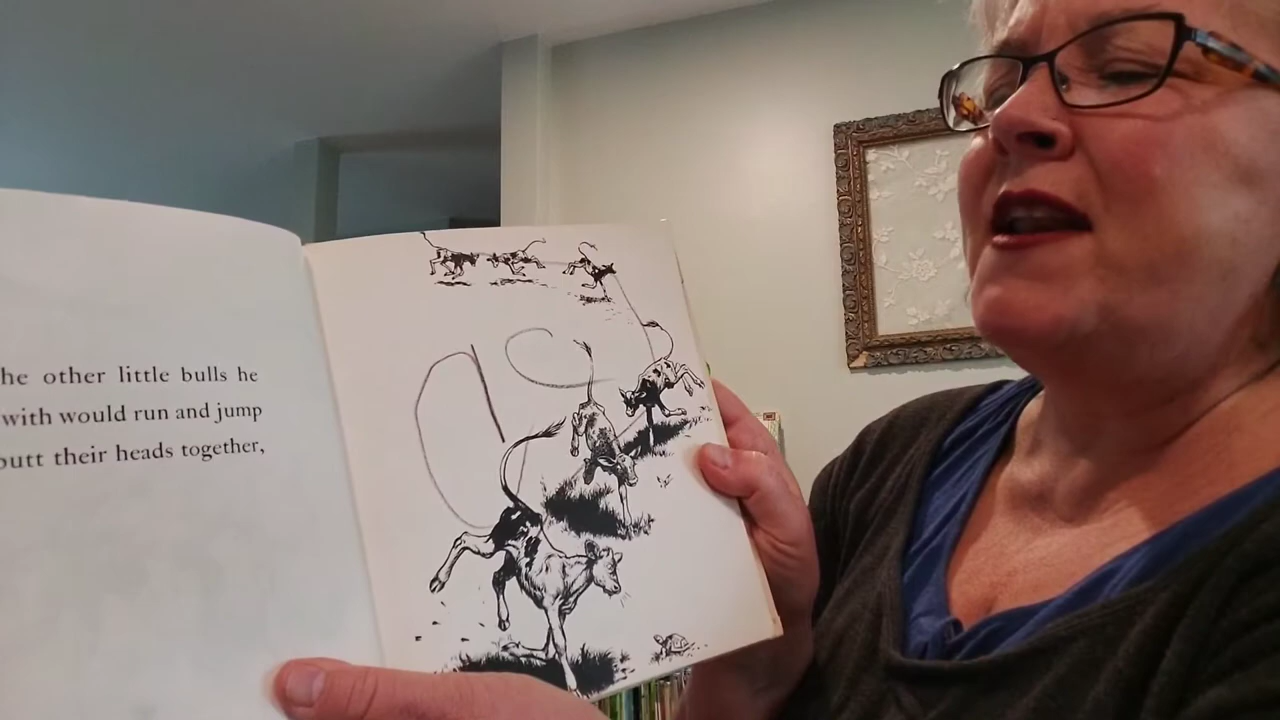 he other little bulls he
with would run and jump
butt their heads together,